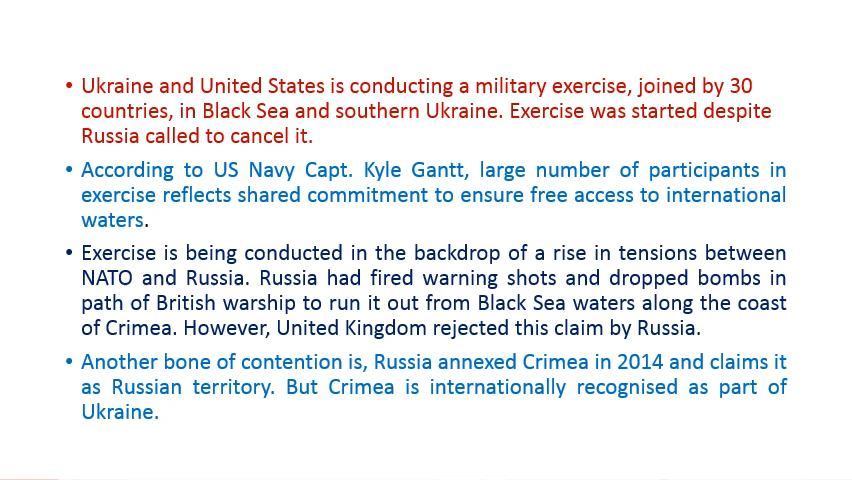 • Ukraine and United States is conducting a military exercise, joined by 30
countries, in Black Sea and southern Ukraine. Exercise was started despite
Russia called to cancel it.
• According to US Navy Capt. Kyle Gantt, large number of participants in
exercise reflects shared commitment to ensure free access to international
waters.
• Exercise is being conducted in the backdrop of a rise in tensions between
NATO and Russia. Russia had fired warning shots and dropped bombs in
path of British warship to run it out from Black Sea waters along the coast
of Crimea. However, United Kingdom rejected this claim by Russia.
• Another bone of contention is, Russia annexed Crimea in 2014 and claims it
as Russian territory. But Crimea is internationally recognised as part of
Ukraine.